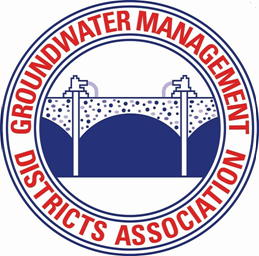 GROUNDWATER MANAGEMENT
DISTRICTS ASSOCIATION